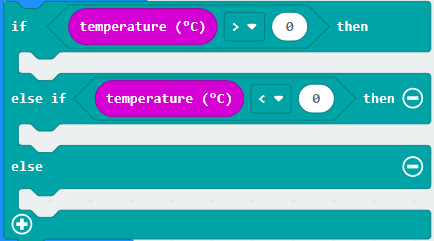 if temperature (°C) > 0 then
else if temperature (°C) < 0 then
else